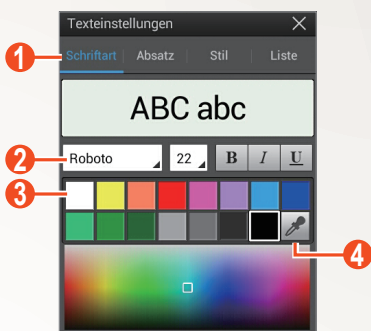 Texteinstellungen
1 Schriftart Absatz Stil Liste
ABC abc
2 Roboto 22 B I U
3
4